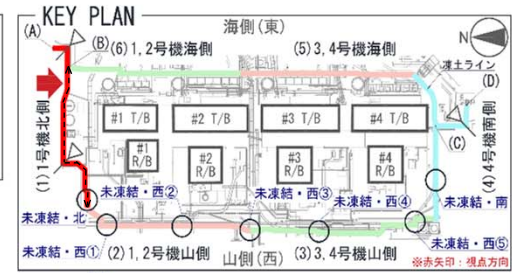 KEY PLAN
海側(東)
N
(A)
(B)
(6)1,2号機海側
(5)3,4号機海側
凍土ライン
(D)
(1)1号機北側
#1 T/B
#2 T/B
#3 T/B
#4 T/B
(C)
(4)4号機南側
#1
R/B
#2
R/B
#3
R/B
#4
R/B
未凍結・西②
未凍結・西③
未凍結・西④
未凍結・南
未凍結・北
未凍結・西①
(2)1,2号機山側
山側(西)
(3)3,4号機山側
未凍結・西⑤
※赤矢印：視点方向